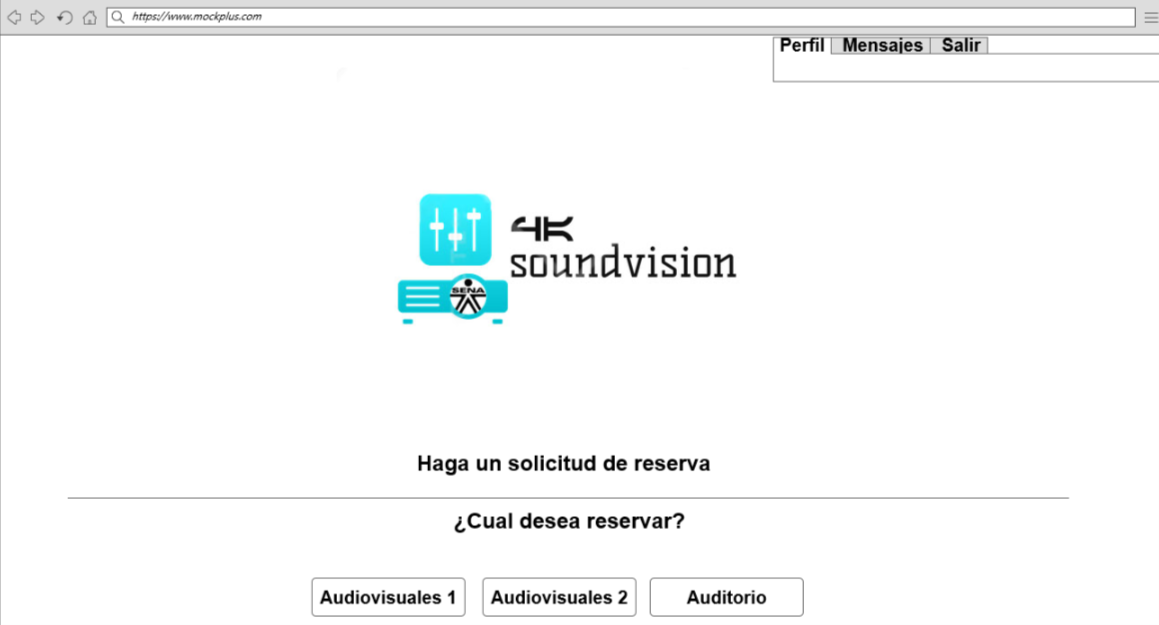 https://www.mockplus.com
Perfil Mensajes Salir
4K
soundvision
SENA
Haga un solicitud de reserva
¿Cual desea reservar?
Audiovisuales 1 Audiovisuales 2 Auditorio